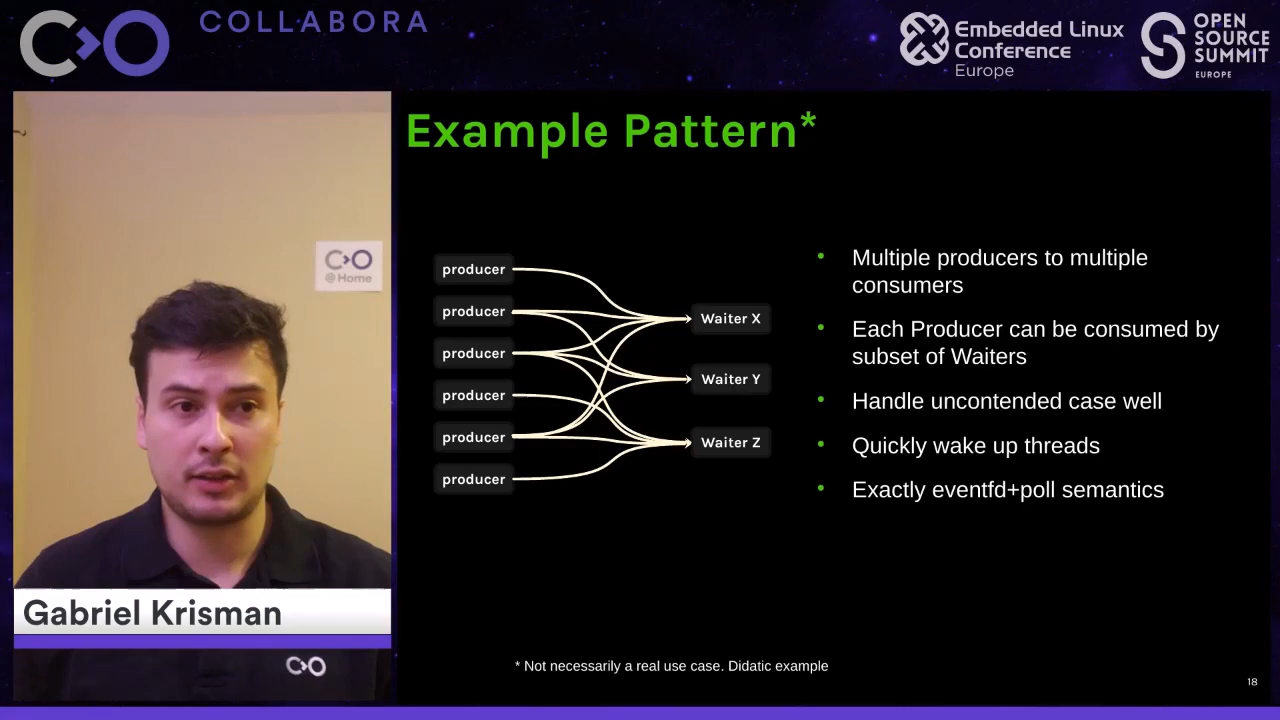 COLLABORA
Embedded Linux
Conference
Europe
OPEN
SOURCE
SUMMIT
EUROPE
Example Pattern*
@ Home
producer
producer
producer
producer
producer
producer
Waiter X
Waiter Y
Waiter Z
• Multiple producers to multiple
consumers
• Each Producer can be consumed by
subset of Waiters
• Handle uncontended case well
• Quickly wake up threads
• Exactly eventfd+poll semantics
Gabriel Krisman
* Not necessarily a real use case. Didatic example
18